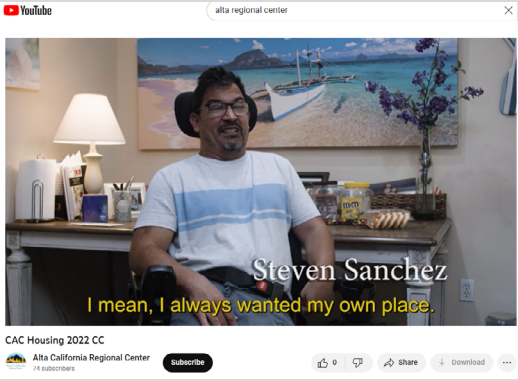 YouTube
alta regional center
m&m's
Steven Sanchez
I mean, I always wanted my own place.
CAC Housing 2022 CC
Alta California Regional Center
74 subscribers
Subscribe
0
Share
Download